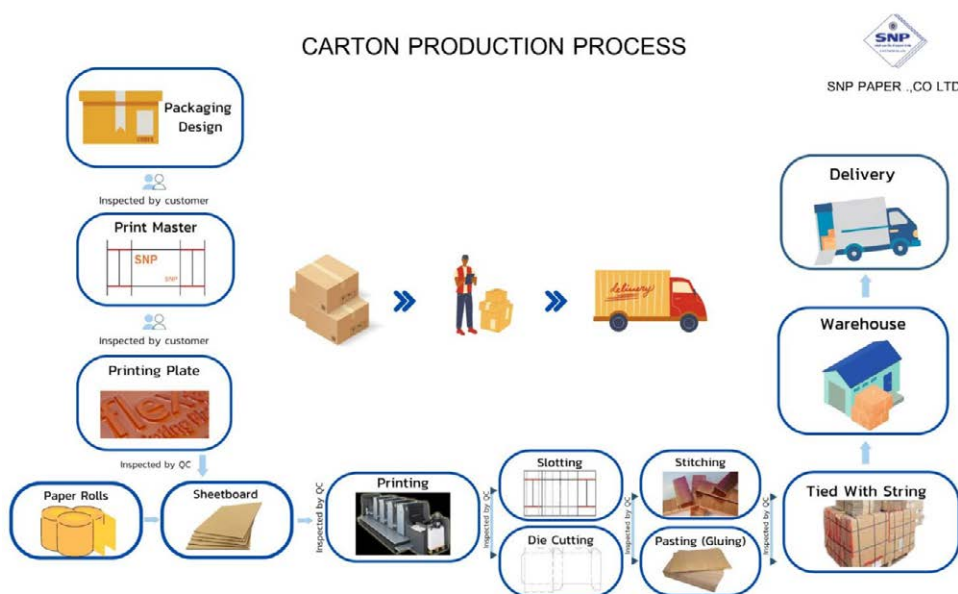 CARTON PRODUCTION PROCESS
SNP
SNP PAPER .,CO LTD
Packaging
Design
Inspected by customer
Print Master
SNP
SNP
Inspected by customer
Printing Plate
flex
Inspected by QC
Paper Rolls
Sheetboard
Inspected by QC
Printing
Inspected by QC
Slotting
Die Cutting
Inspected by QC
Stitching
Pasting (Gluing)
Inspected by QC
Tied With String
Warehouse
Delivery
delivery